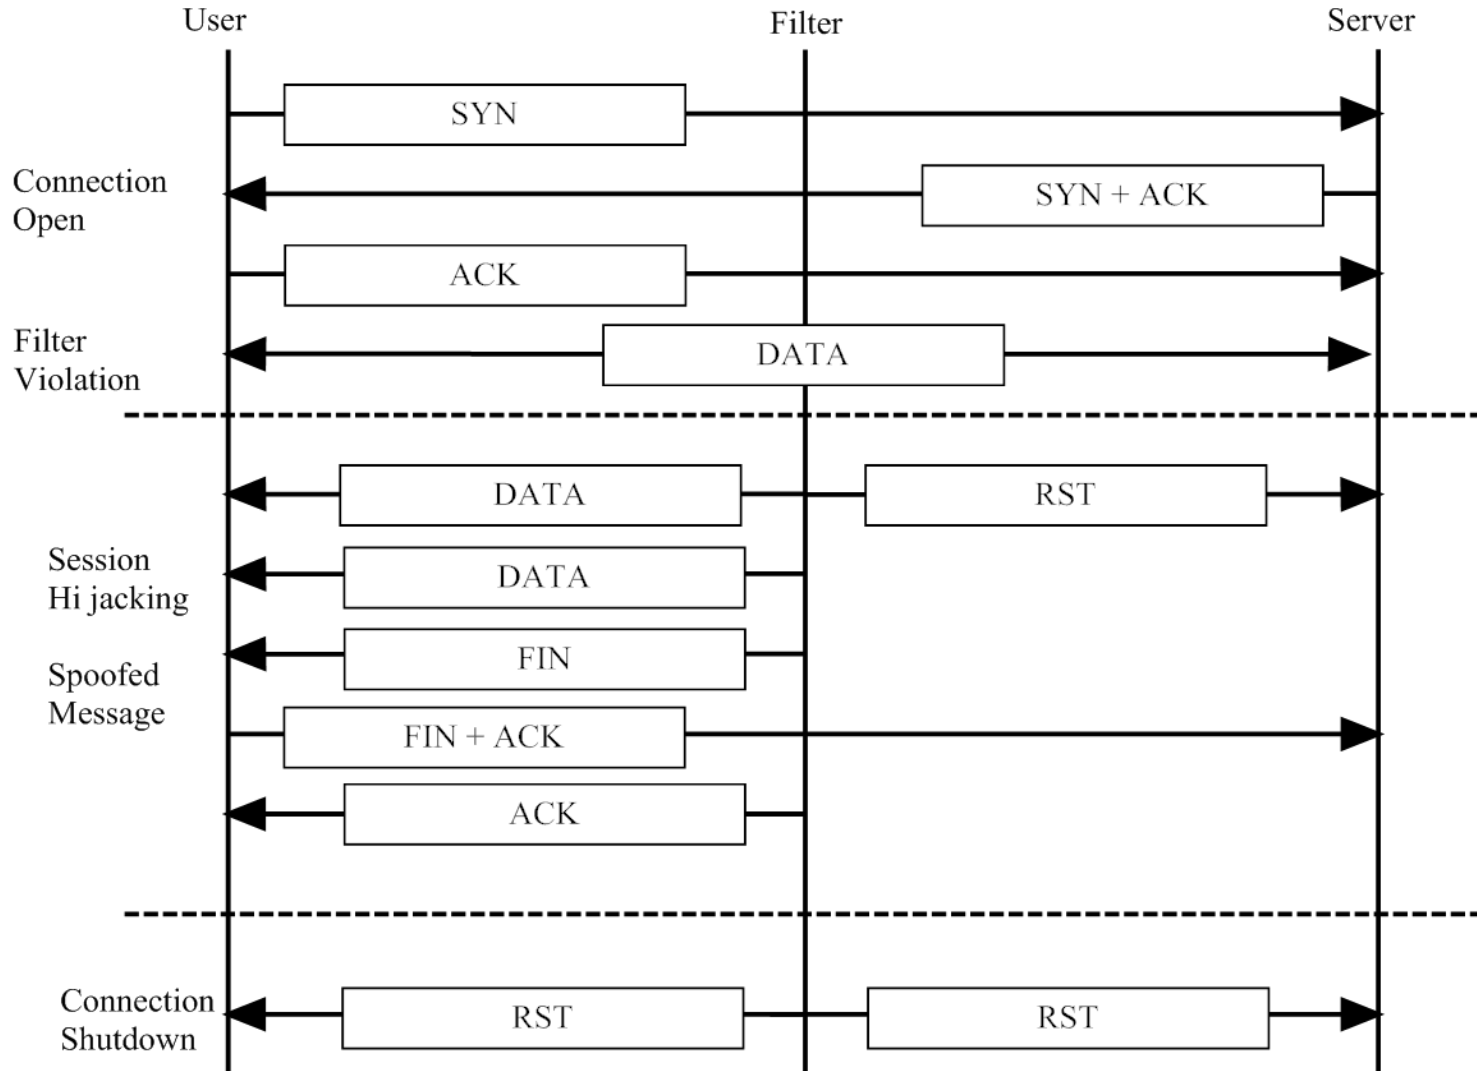 User
Filter
Server
SYN
Connection
Open
SYN + ACK
ACK
Filter
Violation
DATA
DATA
RST
Session
Hi jacking
DATA
FIN
Spoofed
Message
FIN + ACK
ACK
Connection
Shutdown
RST
RST